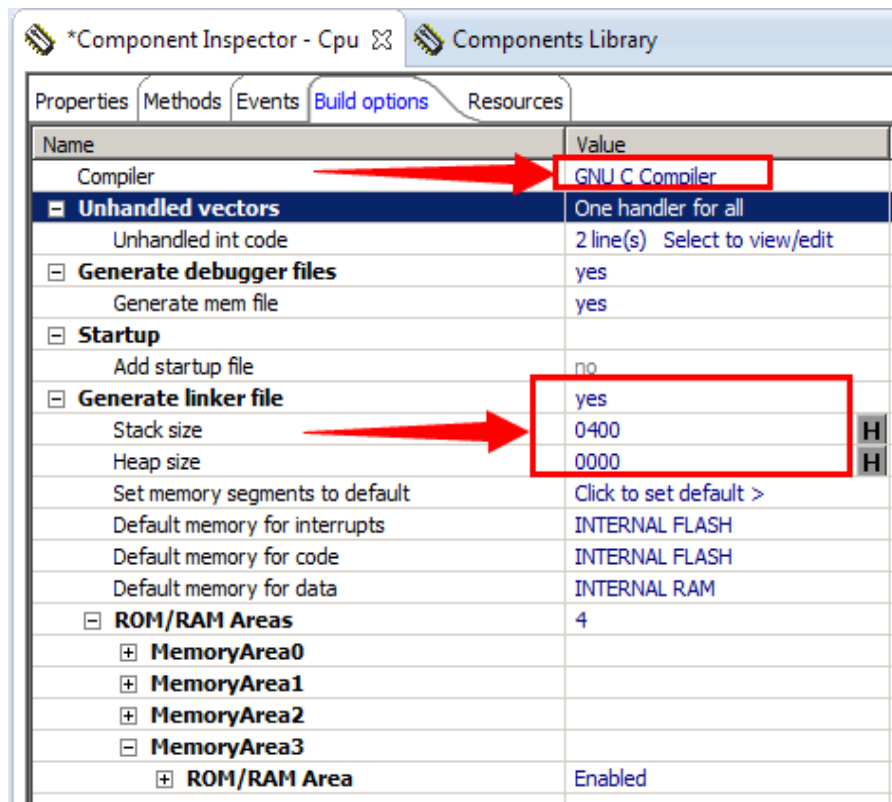 *Component Inspector - Cpu Components Library
Properties Methods Events Build options Resources
Name Value
Compiler GNU C Compiler
Unhandled vectors One handler for all
Unhandled int code 2 line(s) Select to view/edit
Generate debugger files yes
Generate mem file yes
Startup
Add startup file no
Generate linker file yes
Stack size 0400 H
Heap size 0000 H
Set memory segments to default Click to set default >
Default memory for interrupts INTERNAL FLASH
Default memory for code INTERNAL FLASH
Default memory for data INTERNAL RAM
ROM/RAM Areas 4
MemoryArea0
MemoryArea1
MemoryArea2
MemoryArea3
ROM/RAM Area Enabled